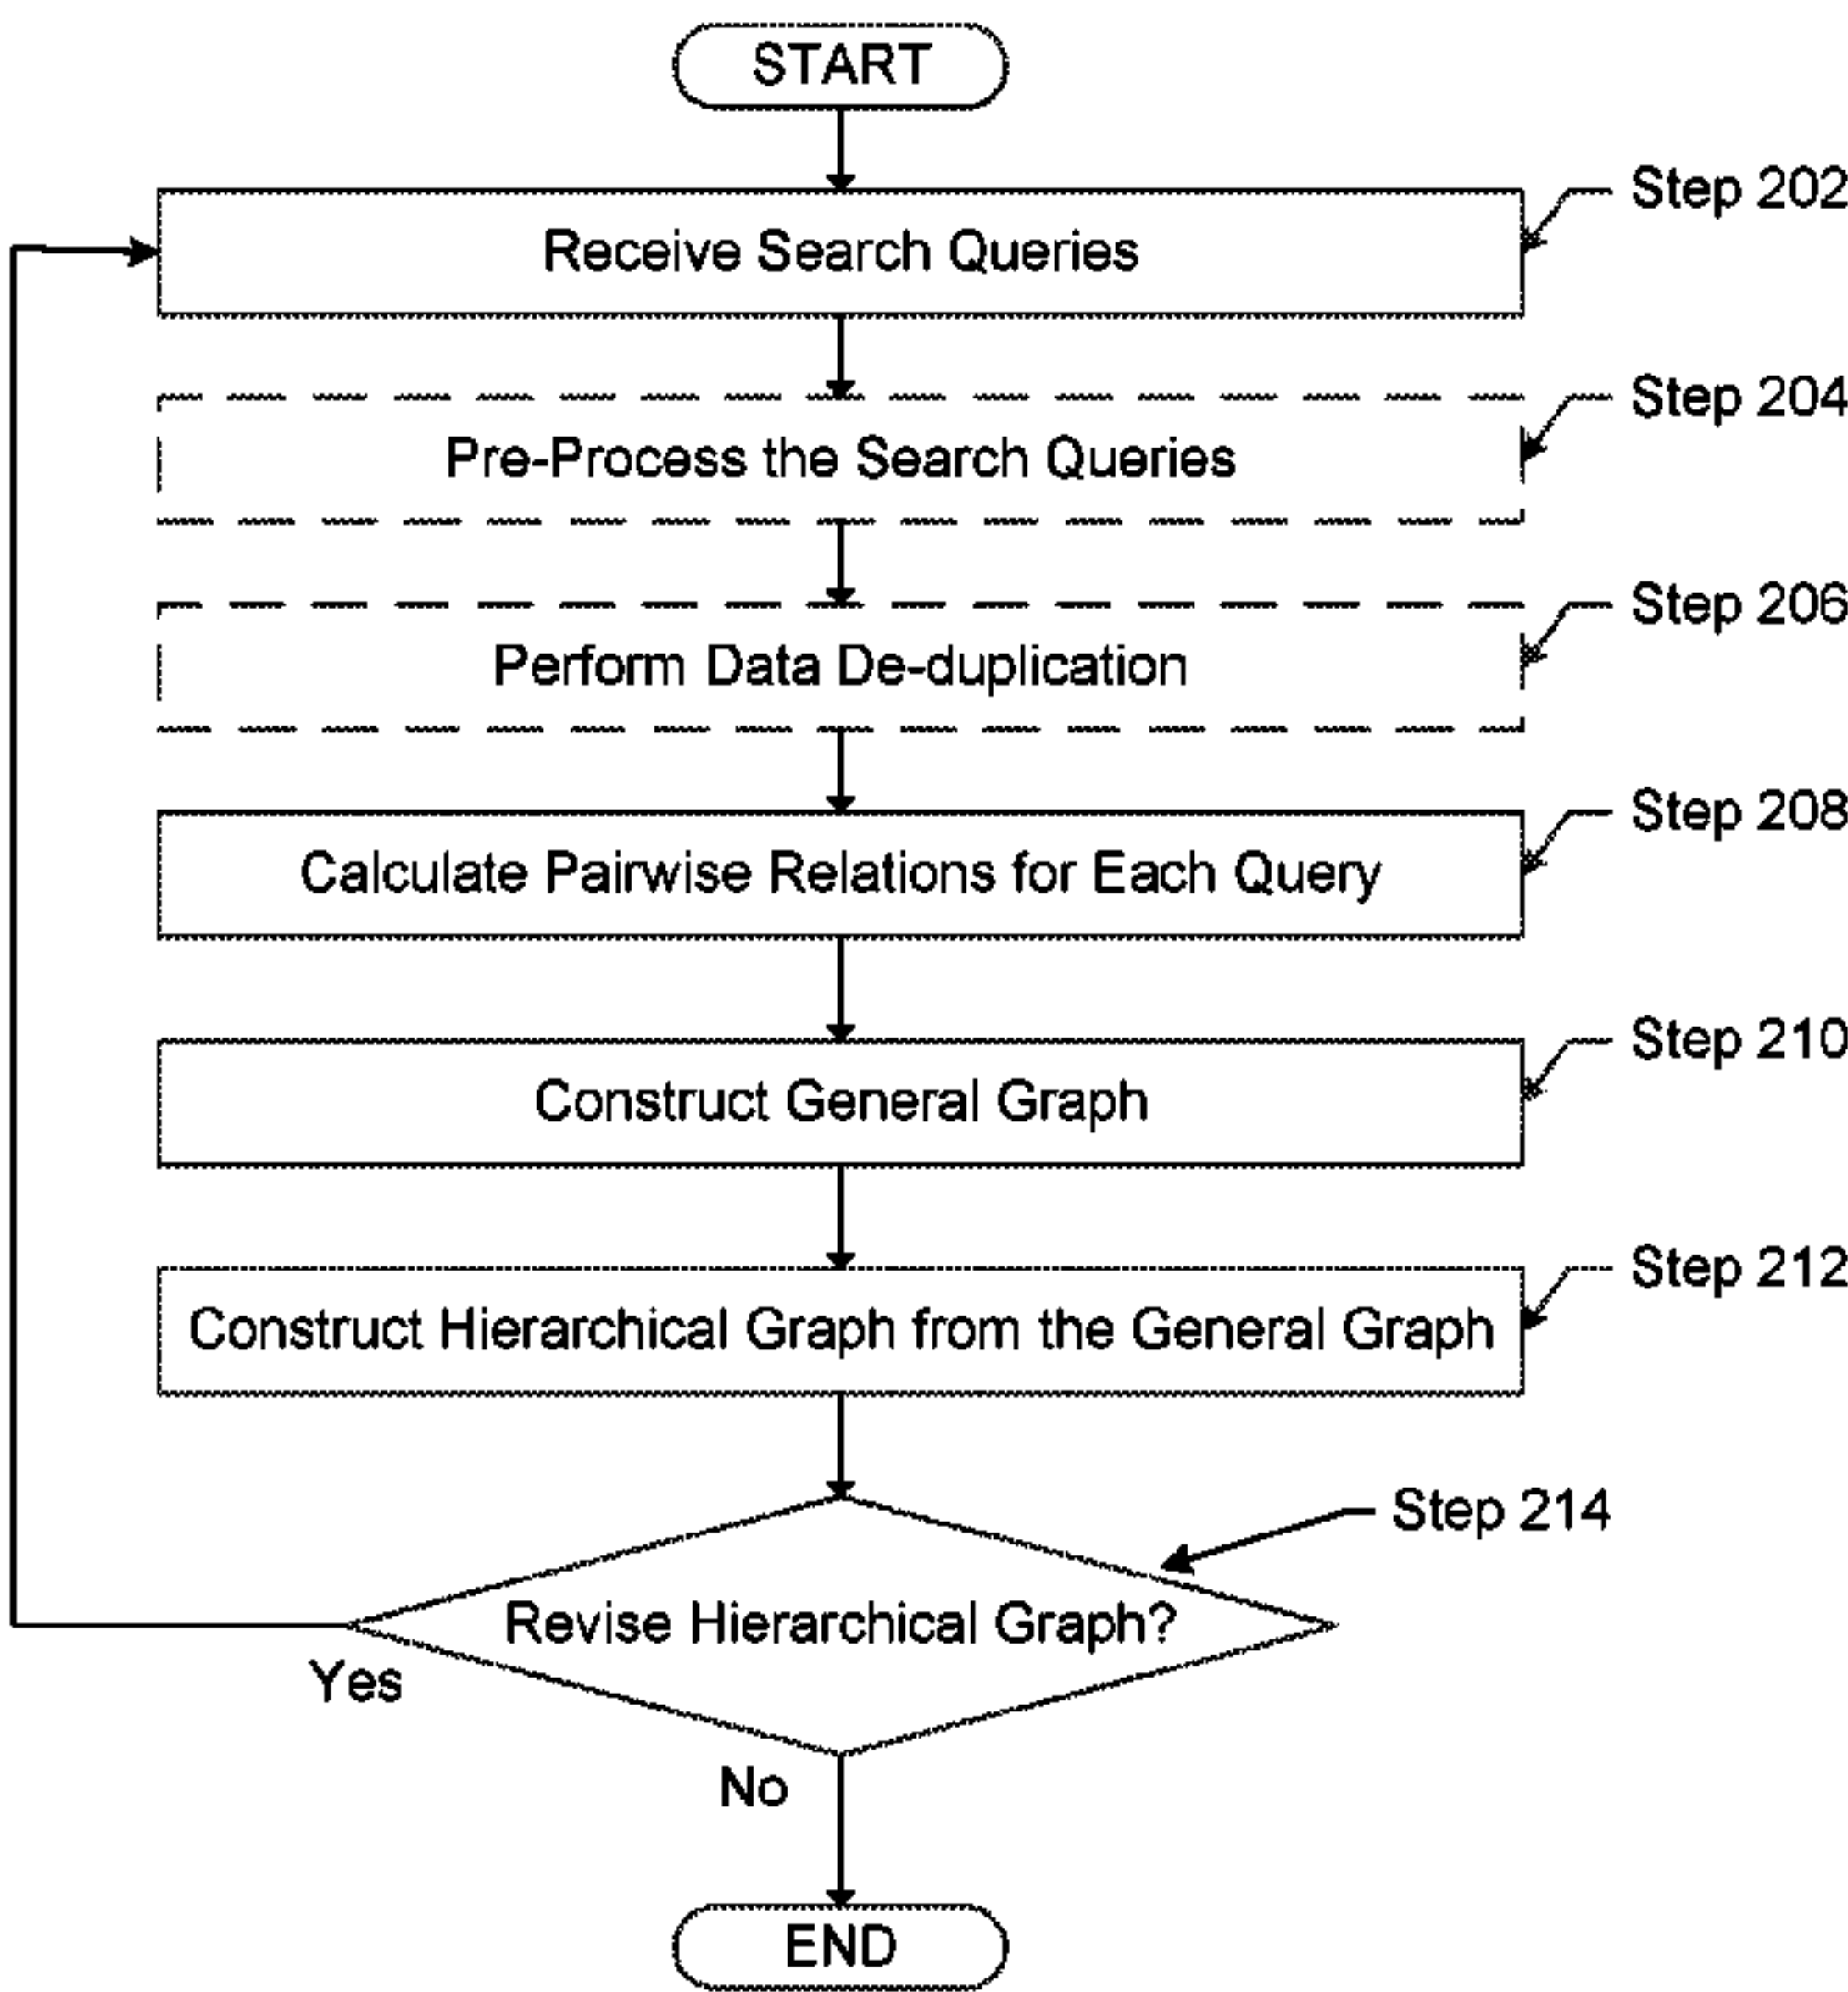 START
Receive Search Queries
Step 202
Pre-Process the Search Queries
Step 204
Perform Data De-duplication
Step 206
Calculate Pairwise Relations for Each Query
Step 208
Construct General Graph
Step 210
Construct Hierarchical Graph from the General Graph
Step 212
Revise Hierarchical Graph?
Step 214
Yes
No
END